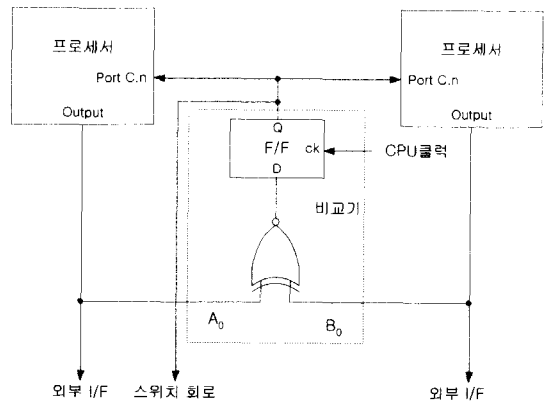 프로세서
프로세서
Port C.n
Port C.n
Output
Output
Q
F/F
ck
CPU클럭
D
비교기
A₀
B₀
외부 I/F
스위치 회로
외부 I/F